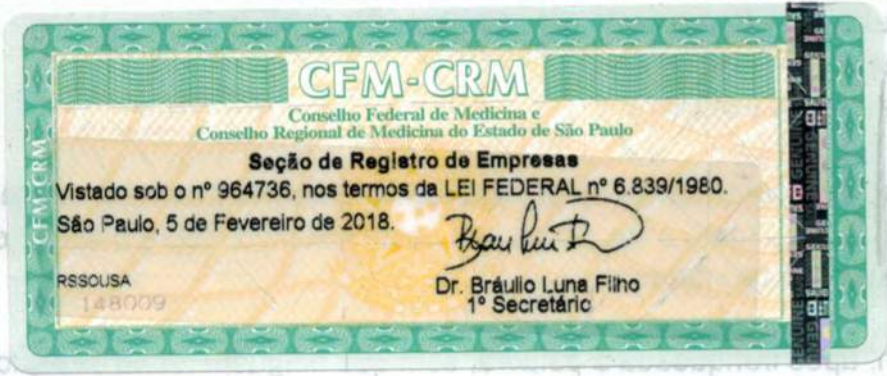 CFM-CRM
Conselho Federal de Medicina e
Conselho Regional de Medicina do Estado de São Paulo
Seção de Registro de Empresas
Vistado sob o nº 964736, nos termos da LEI FEDERAL nº 6.839/1980.
São Paulo, 5 de Fevereiro de 2018.
RSSOUSA
148009
Dr. Bráulio Luna Filho
1º Secretário
CFM-CRM
GENUINE